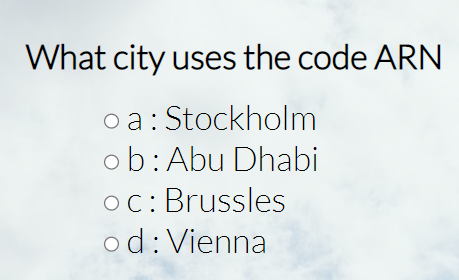 What city uses the code ARN
a : Stockholm
b : Abu Dhabi
c : Brussles
d : Vienna